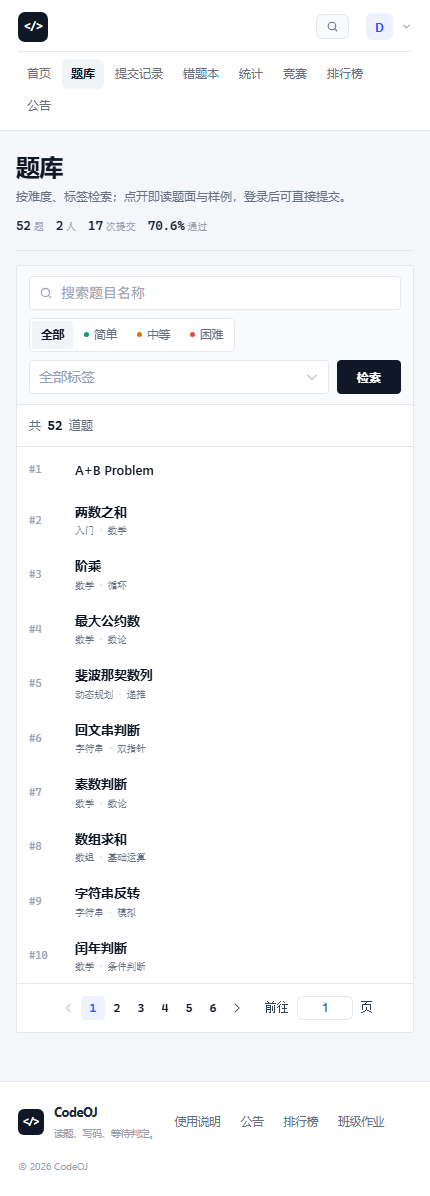 </>
D
首页 题库 提交记录 错题本 统计 竞赛 排行榜
公告
题库
按难度、标签检索；点开即读题面与样例，登录后可直接提交。
52 题 2 人 17 次提交 70.6% 通过
搜索题目名称
全部 简单 中等 困难
全部标签 检索
共 52 道题
#1 A+B Problem
#2 两数之和
入门 · 数学
#3 阶乘
数学 · 循环
#4 最大公约数
数学 · 数论
#5 斐波那契数列
动态规划 · 递推
#6 回文串判断
字符串 · 双指针
#7 素数判断
数学 · 数论
#8 数组求和
数组 · 基础运算
#9 字符串反转
字符串 · 模拟
#10 闰年判断
数学 · 条件判断
1 2 3 4 5 6 前往 1 页
</> CodeOJ
读题、写码、等待判定。
使用说明 公告 排行榜 班级作业
© 2026 CodeOJ